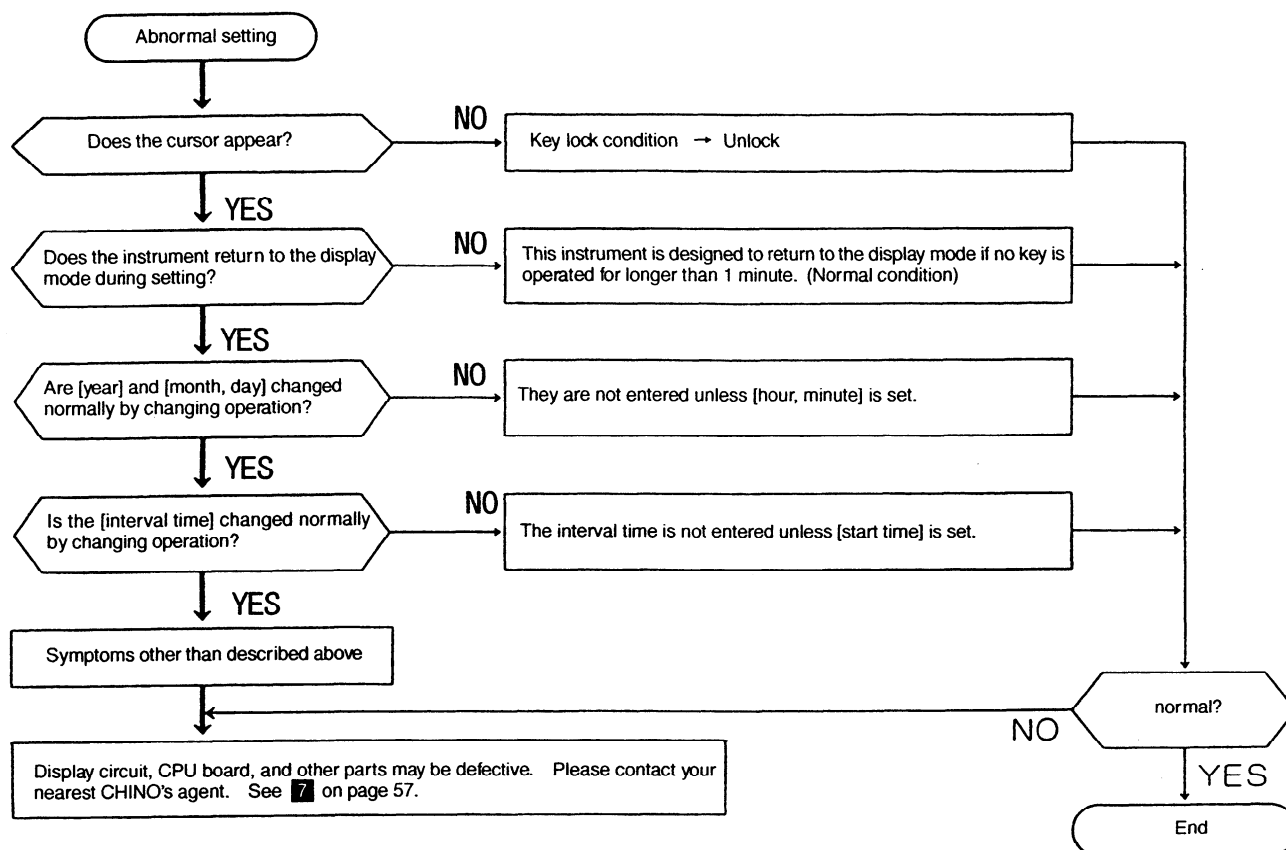 Abnormal setting
Does the cursor appear?
NO
Key lock condition → Unlock
YES
Does the instrument return to the display
mode during setting?
NO
This instrument is designed to return to the display mode if no key is
operated for longer than 1 minute. (Normal condition)
YES
Are [year] and [month, day] changed
normally by changing operation?
NO
They are not entered unless [hour, minute] is set.
YES
Is the [interval time] changed normally
by changing operation?
NO
The interval time is not entered unless [start time] is set.
YES
Symptoms other than described above
normal?
NO
YES
Display circuit, CPU board, and other parts may be defective. Please contact your
nearest CHINO's agent. See 7 on page 57.
End